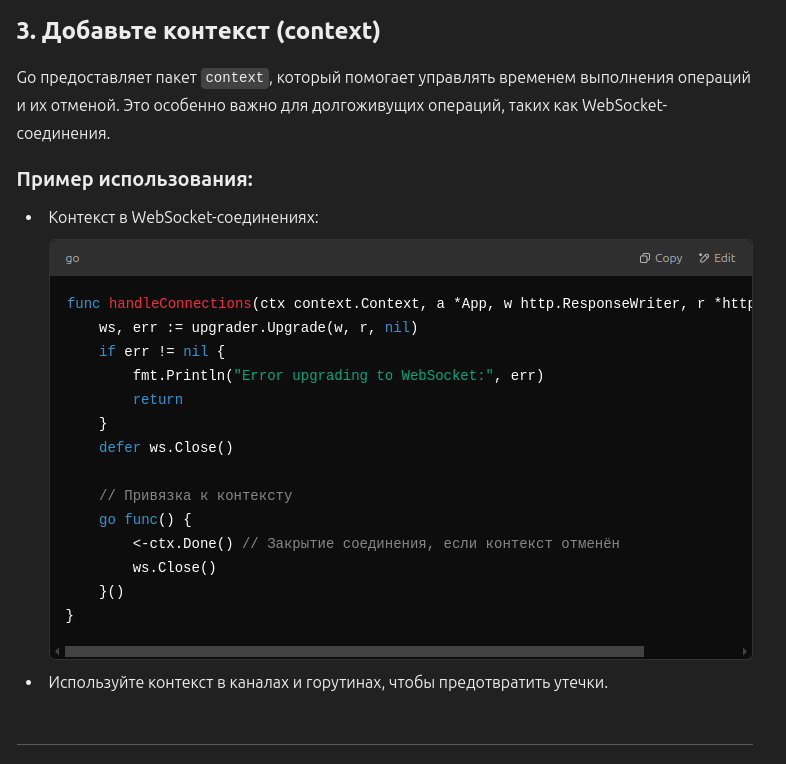 3. Добавьте контекст (context)
Go предоставляет пакет context, который помогает управлять временем выполнения операций
и их отменой. Это особенно важно для долгоживущих операций, таких как WebSocket-
соединения.
Пример использования:
• Контекст в WebSocket-соединениях:
go Copy Edit
func handleConnections(ctx context.Context, a *App, w http.ResponseWriter, r *http
    ws, err := upgrader.Upgrade(w, r, nil)
    if err != nil {
        fmt.Println("Error upgrading to WebSocket:", err)
        return
    }
    defer ws.Close()
    // Привязка к контексту
    go func() {
        <-ctx.Done() // Закрытие соединения, если контекст отменён
        ws.Close()
    }()
}
• Используйте контекст в каналах и горутинах, чтобы предотвратить утечки.